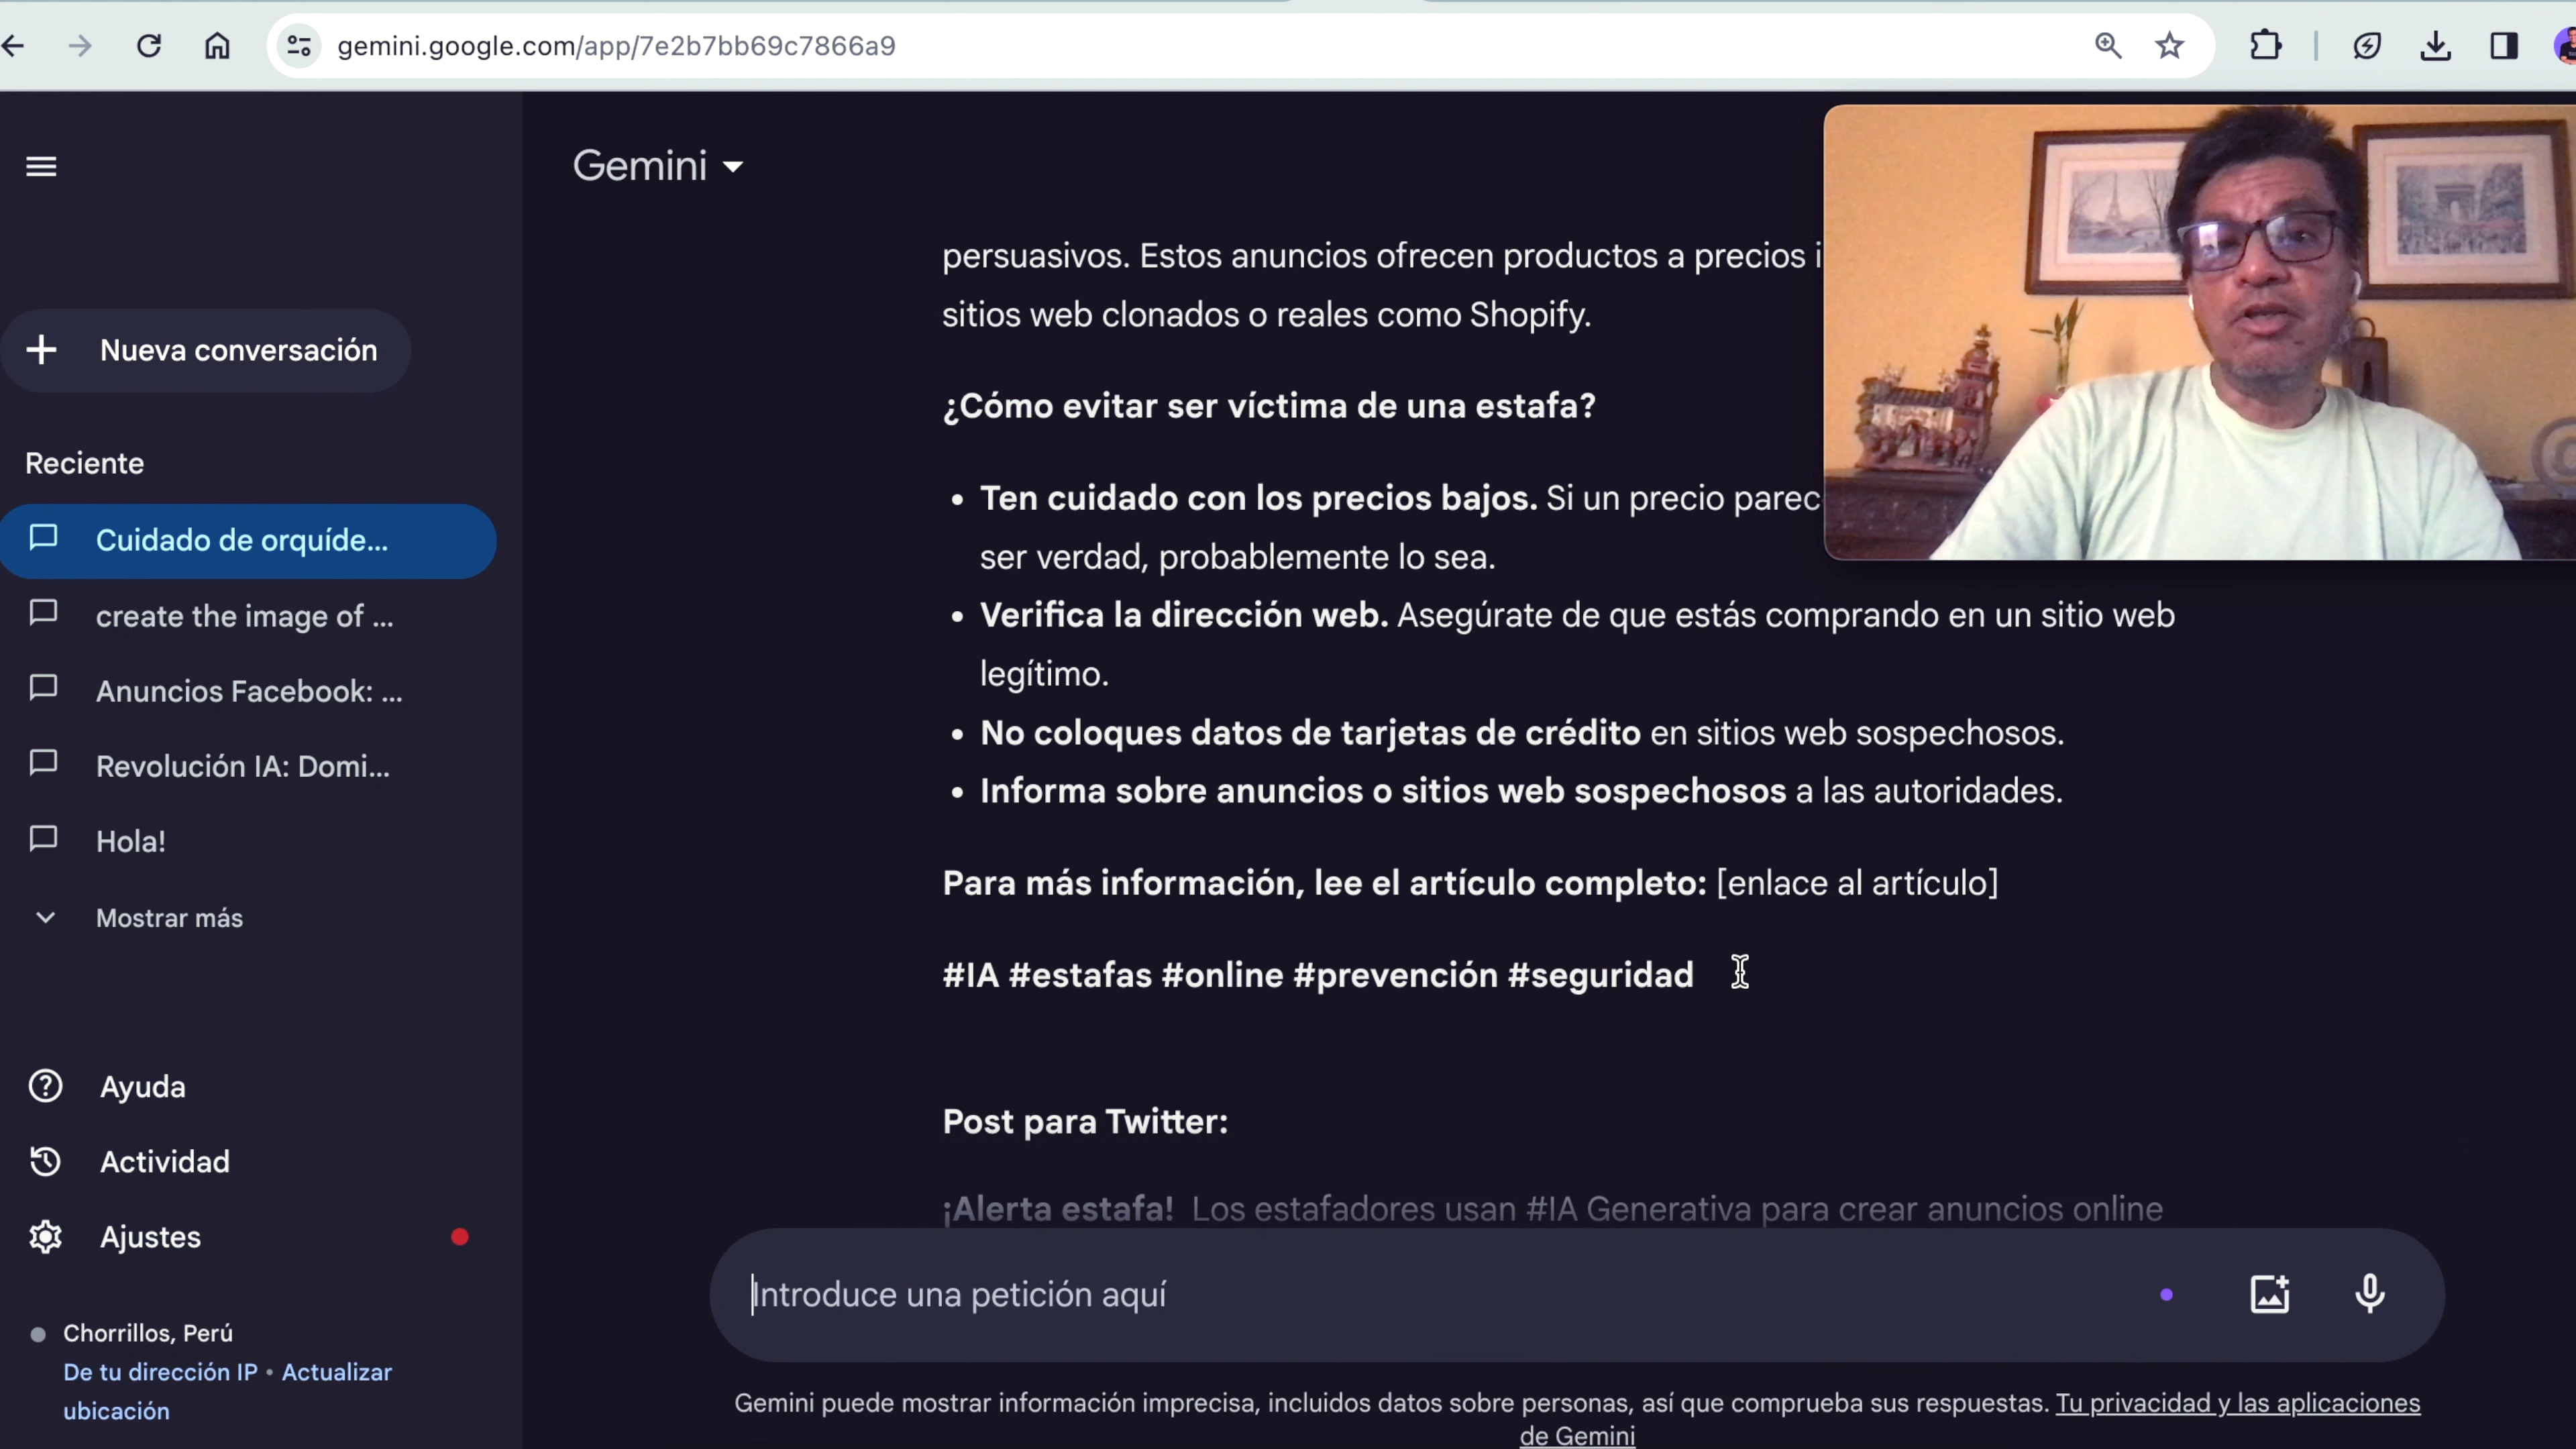 gemini.google.com/app/7e2b7bb69c7866a9
Gemini
Nueva conversación
Reciente
Cuidado de orquíde...
create the image of ...
Anuncios Facebook: ...
Revolución IA: Domi...
Hola!
Mostrar más
Ayuda
Actividad
Ajustes
Chorrillos, Perú
De tu dirección IP • Actualizar
ubicación
persuasivos. Estos anuncios ofrecen productos a precios
sitios web clonados o reales como Shopify.
¿Cómo evitar ser víctima de una estafa?
• Ten cuidado con los precios bajos. Si un precio
ser verdad, probablemente lo sea.
• Verifica la dirección web. Asegúrate de que estás comprando en un sitio web
legítimo.
• No coloques datos de tarjetas de crédito en sitios web sospechosos.
• Informa sobre anuncios o sitios web sospechosos a las autoridades.
Para más información, lee el artículo completo: [enlace al artículo]
#IA #estafas #online #prevención #seguridad
Post para Twitter:
¡Alerta estafa! Los estafadores usan #IA Generativa para crear anuncios online
Introduce una petición aquí
Gemini puede mostrar información imprecisa, incluidos datos sobre personas, así que comprueba sus respuestas. Tu privacidad y las aplicaciones
de Gemini